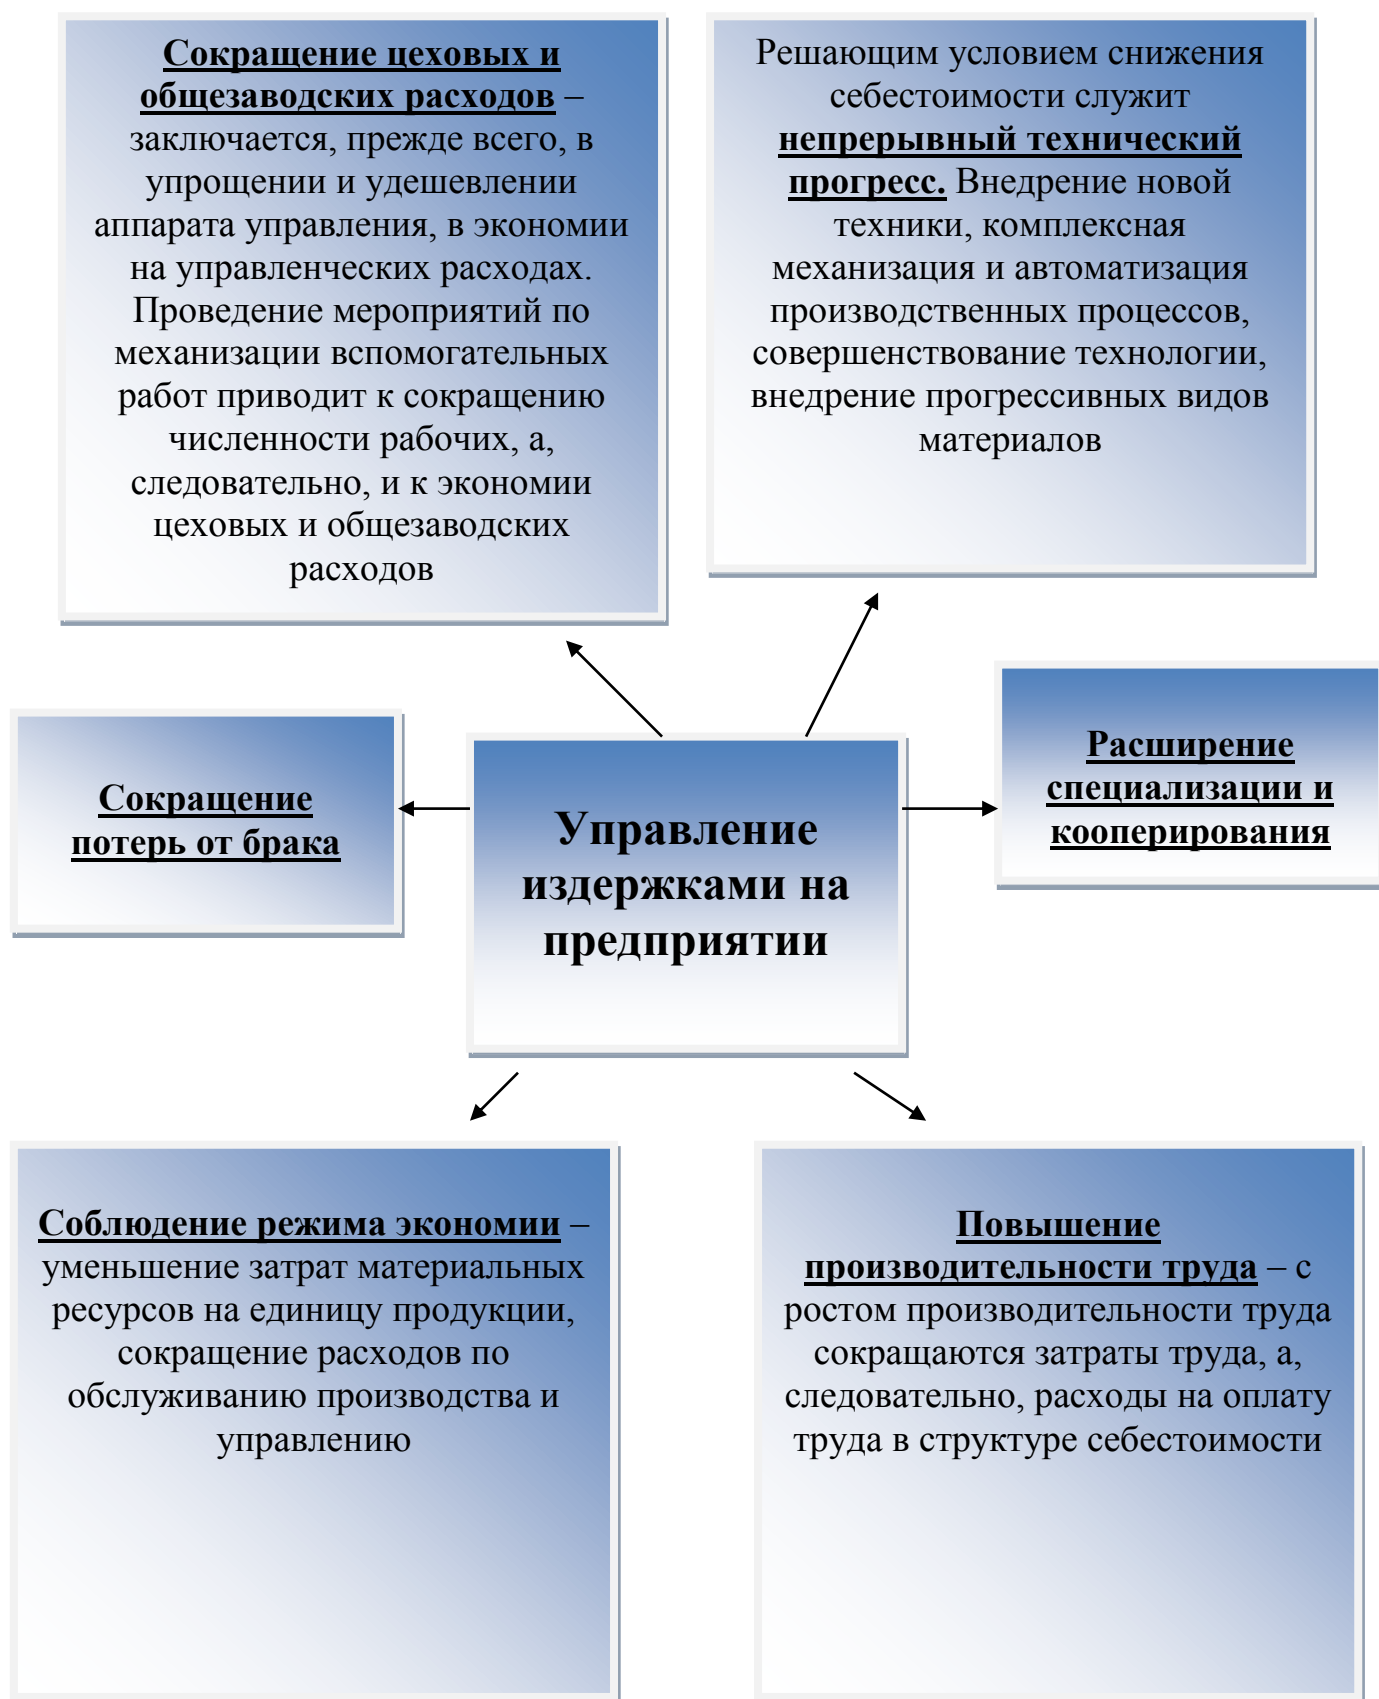 Сокращение цеховых и
общезаводских расходов –
заключается, прежде всего, в
упрощении и удешевлении
аппарата управления, в экономии
на управленческих расходах.
Проведение мероприятий по
механизации вспомогательных
работ приводит к сокращению
численности рабочих, а,
следовательно, и к экономии
цеховых и общезаводских
расходов
Решающим условием снижения
себестоимости служит
непрерывный технический
прогресс. Внедрение новой
техники, комплексная
механизация и автоматизация
производственных процессов,
совершенствование технологии,
внедрение прогрессивных видов
материалов
Сокращение
потерь от брака
Управление
издержками на
предприятии
Расширение
специализации и
кооперирования
Соблюдение режима экономии –
уменьшение затрат материальных
ресурсов на единицу продукции,
сокращение расходов по
обслуживанию производства и
управлению
Повышение
производительности труда – с
ростом производительности труда
сокращаются затраты труда, а,
следовательно, расходы на оплату
труда в структуре себестоимости